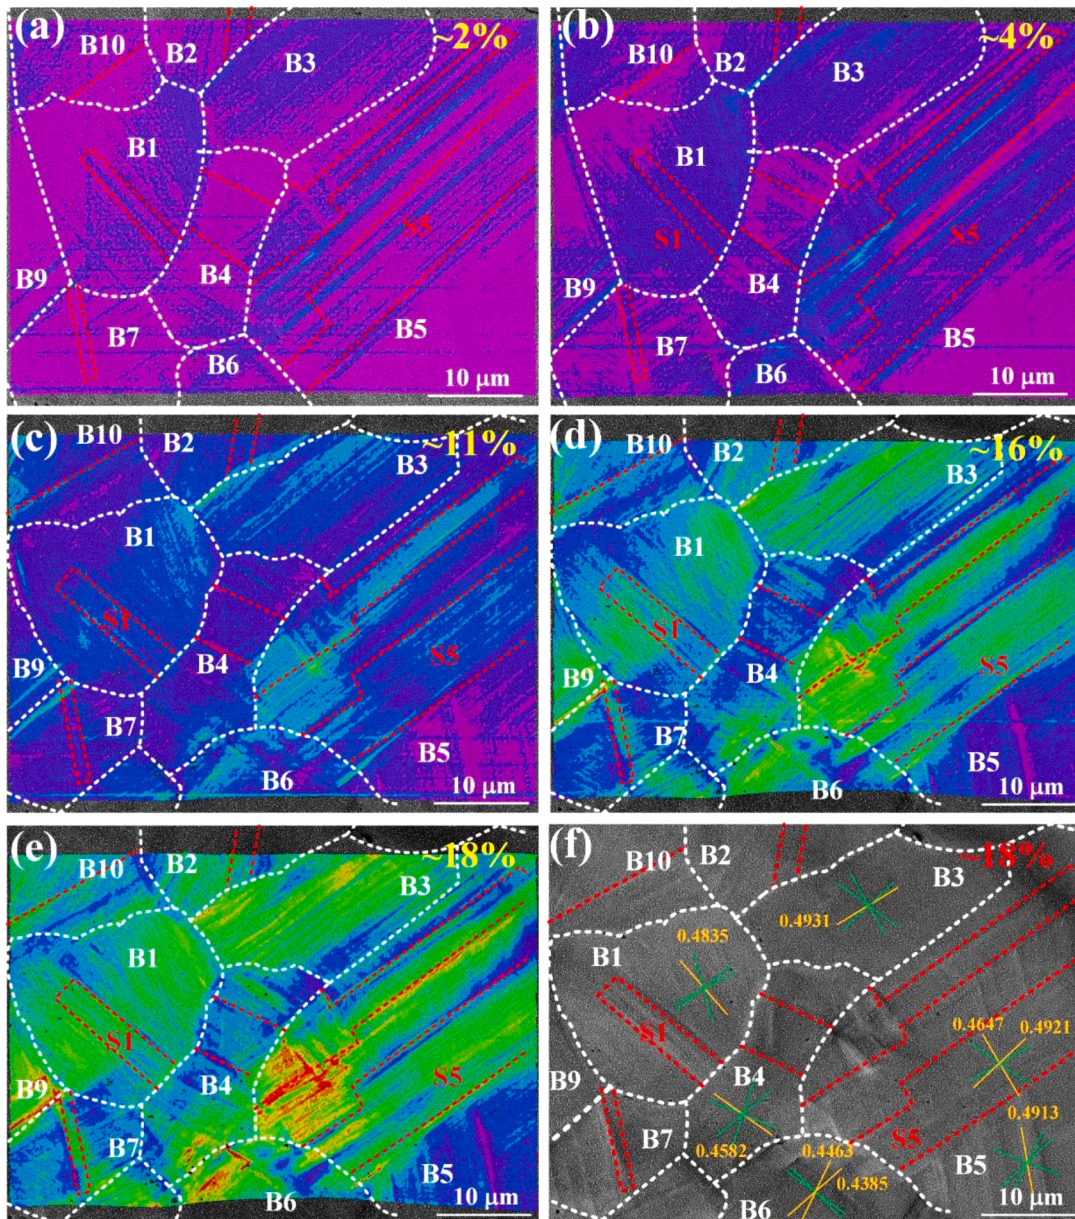 (a)
~2%
B10
B2
B3
B1
S5
B9
B4
B7
B5
B6
10 μm
(b)
~4%
B10
B2
B3
B1
S1
S5
B9
B4
B7
B5
B6
10 μm
(c)
~11%
B10
B2
B3
B1
S1
B4
S5
B9
B7
B5
B6
10 μm
(d)
~16%
B10
B2
B3
B1
S1
B4
S5
B9
B7
B5
B6
10 μm
(e)
~18%
B10
B2
B3
B1
S1
S5
B9
B4
B7
B5
B6
10 μm
(f)
~18%
B10
B2
B3
0.4931
0.4835
B1
S1
0.4647 0.4921
B9
B4
B7
0.4582
0.4463
S5
0.4913
B5
0.4385
B6
10 μm